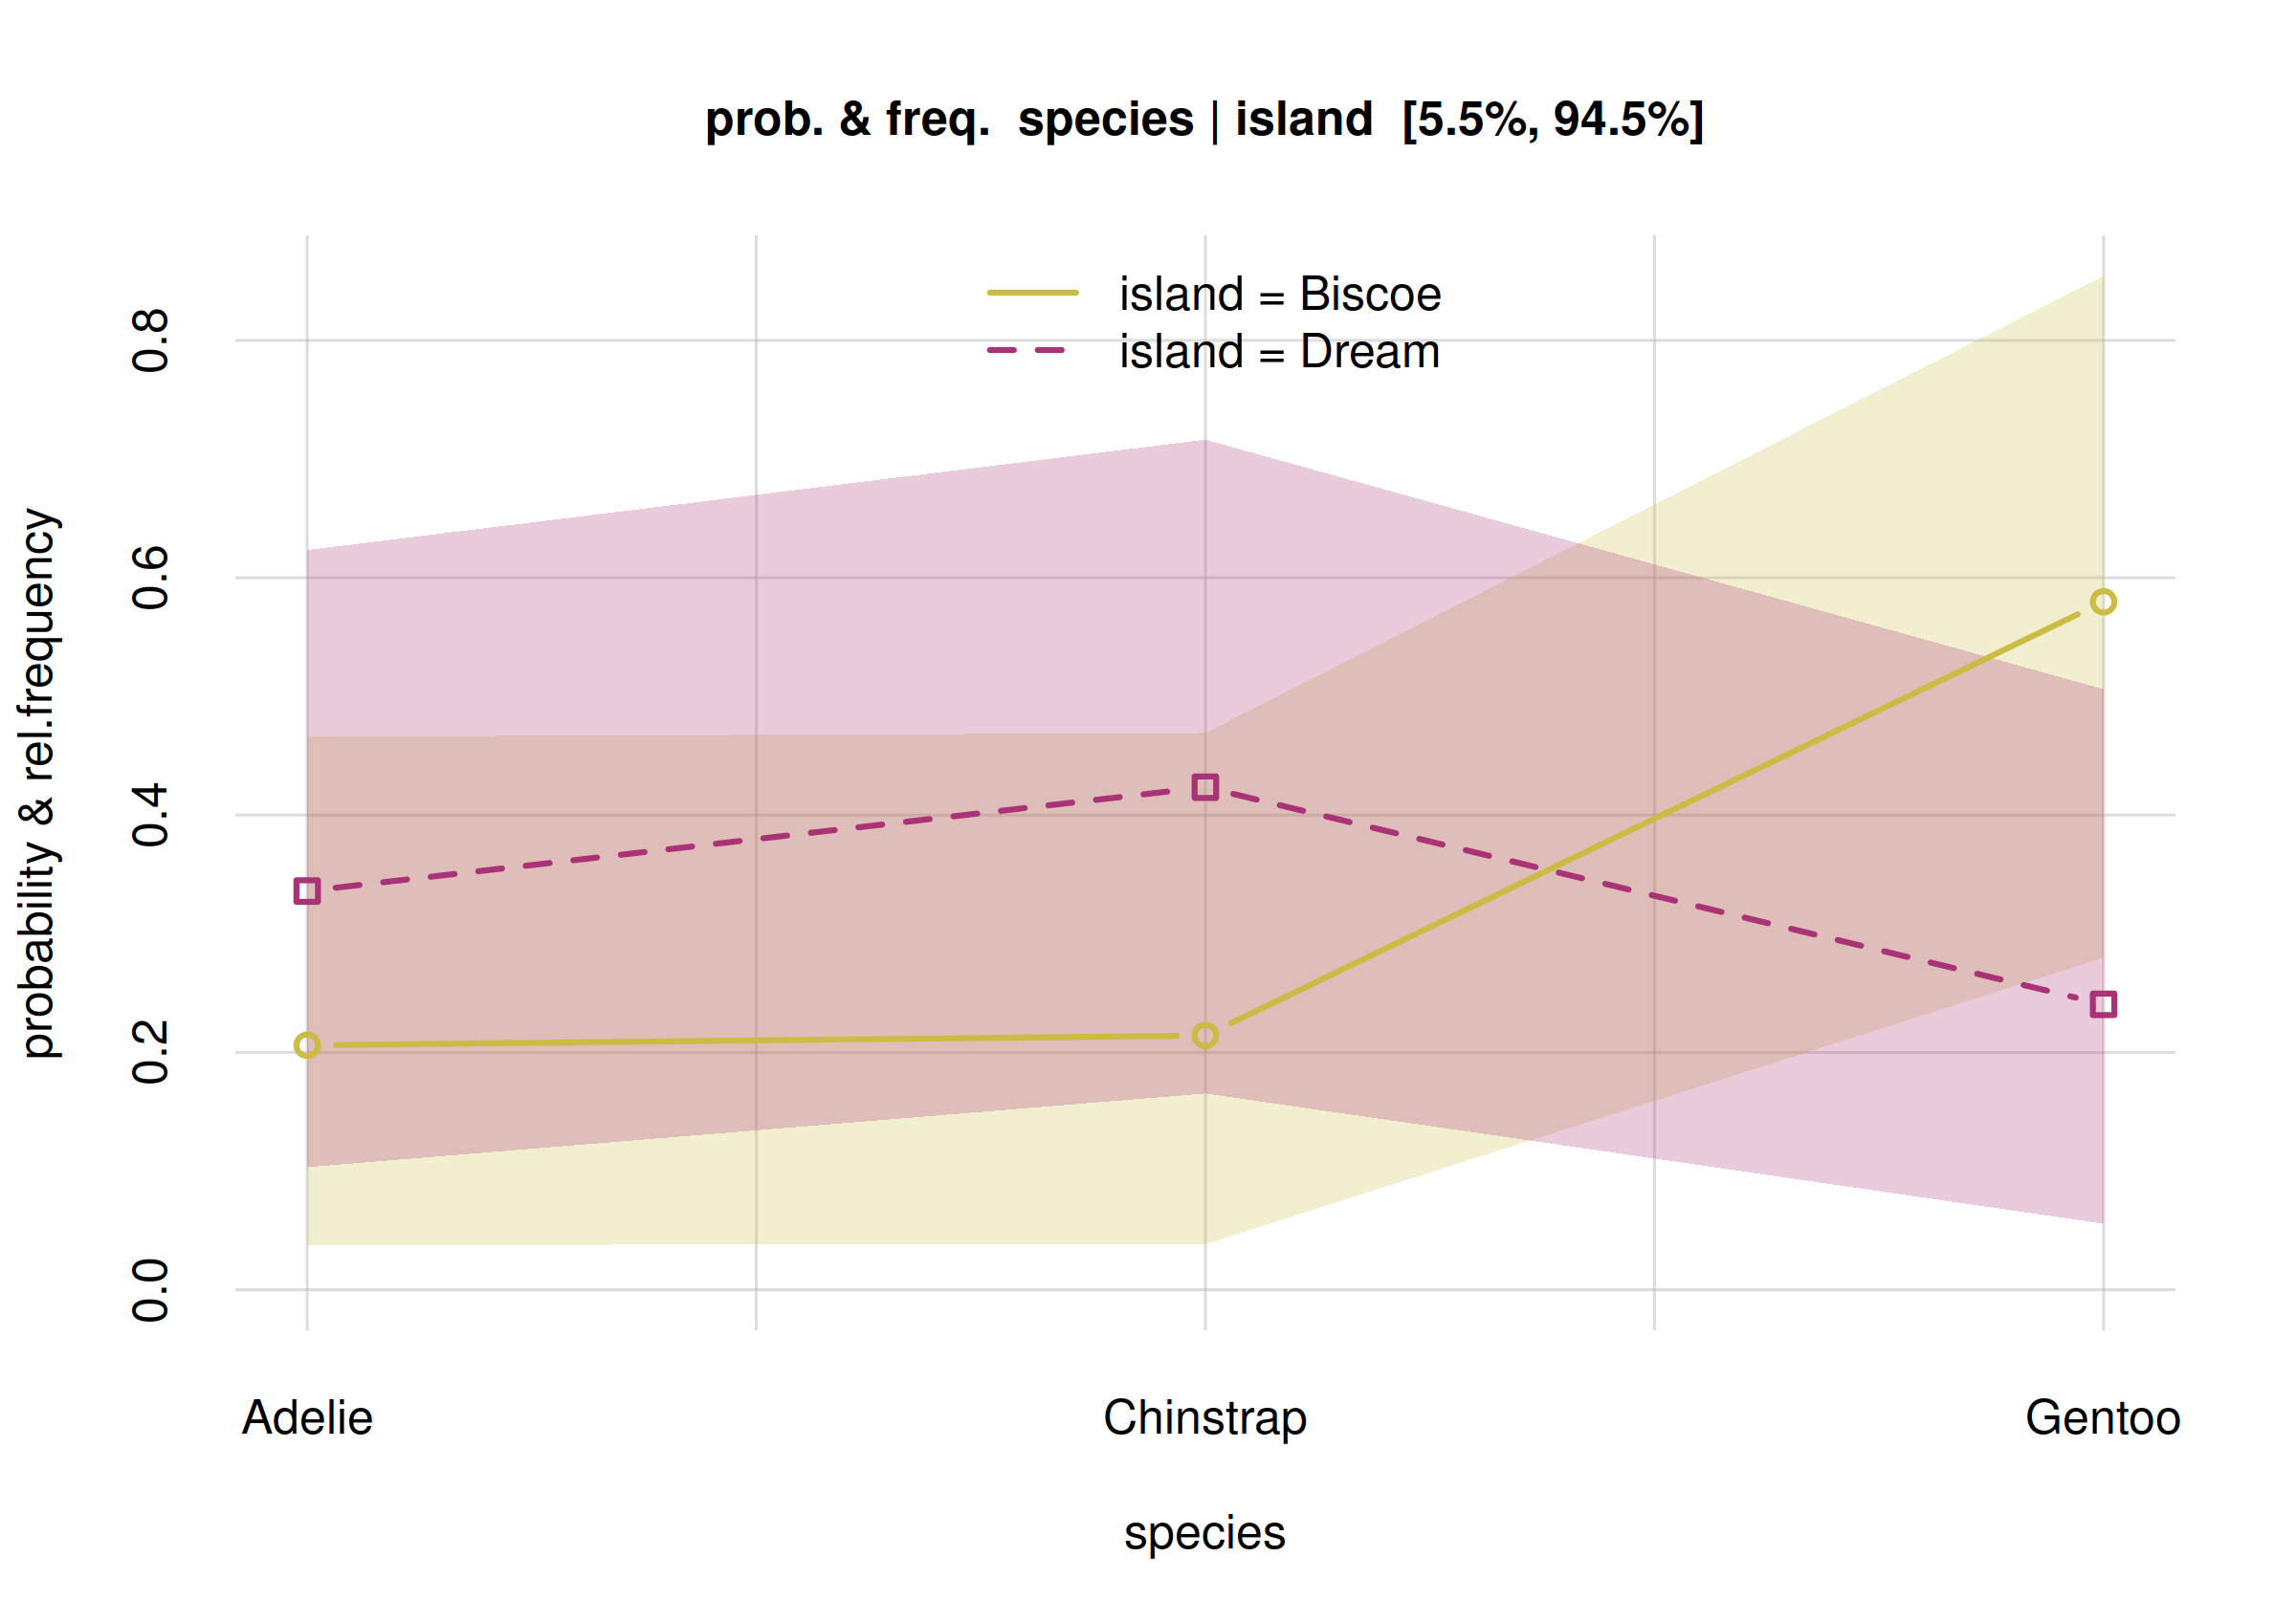 prob. & freq.  species | island  [5.5%, 94.5%]
island = Biscoe
island = Dream
probability & rel.frequency
0.8
0.6
0.4
0.2
0.0
Adelie Chinstrap Gentoo
species